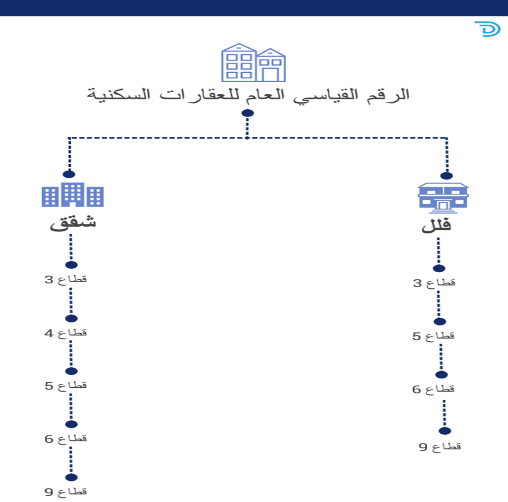 الرقم القياسي العام للعقارات السكنية
فلل
قطاع 3
قطاع 5
قطاع 6
قطاع 9
شقق
قطاع 3
قطاع 4
قطاع 5
قطاع 6
قطاع 9